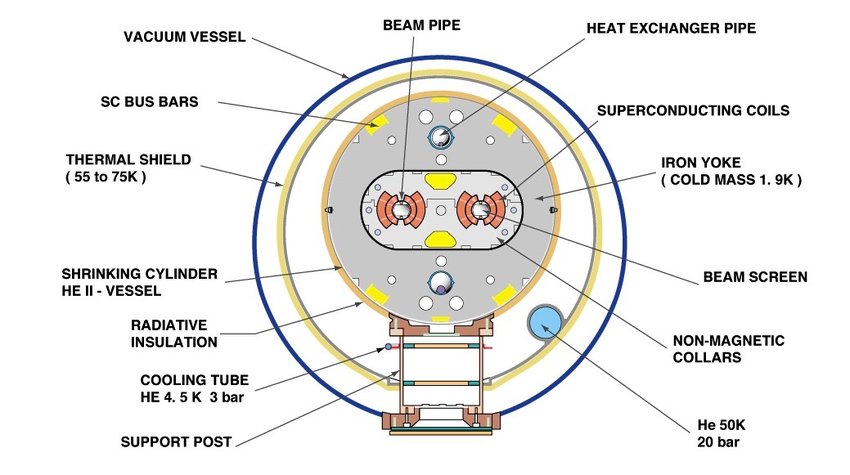 BEAM PIPE
HEAT EXCHANGER PIPE
VACUUM VESSEL
SC BUS BARS
SUPERCONDUCTING COILS
THERMAL SHIELD
( 55 to 75K )
IRON YOKE
( COLD MASS 1. 9K )
SHRINKING CYLINDER
HE II - VESSEL
BEAM SCREEN
RADIATIVE
INSULATION
NON-MAGNETIC
COLLARS
COOLING TUBE
HE 4. 5 K 3 bar
SUPPORT POST
He 50K
20 bar